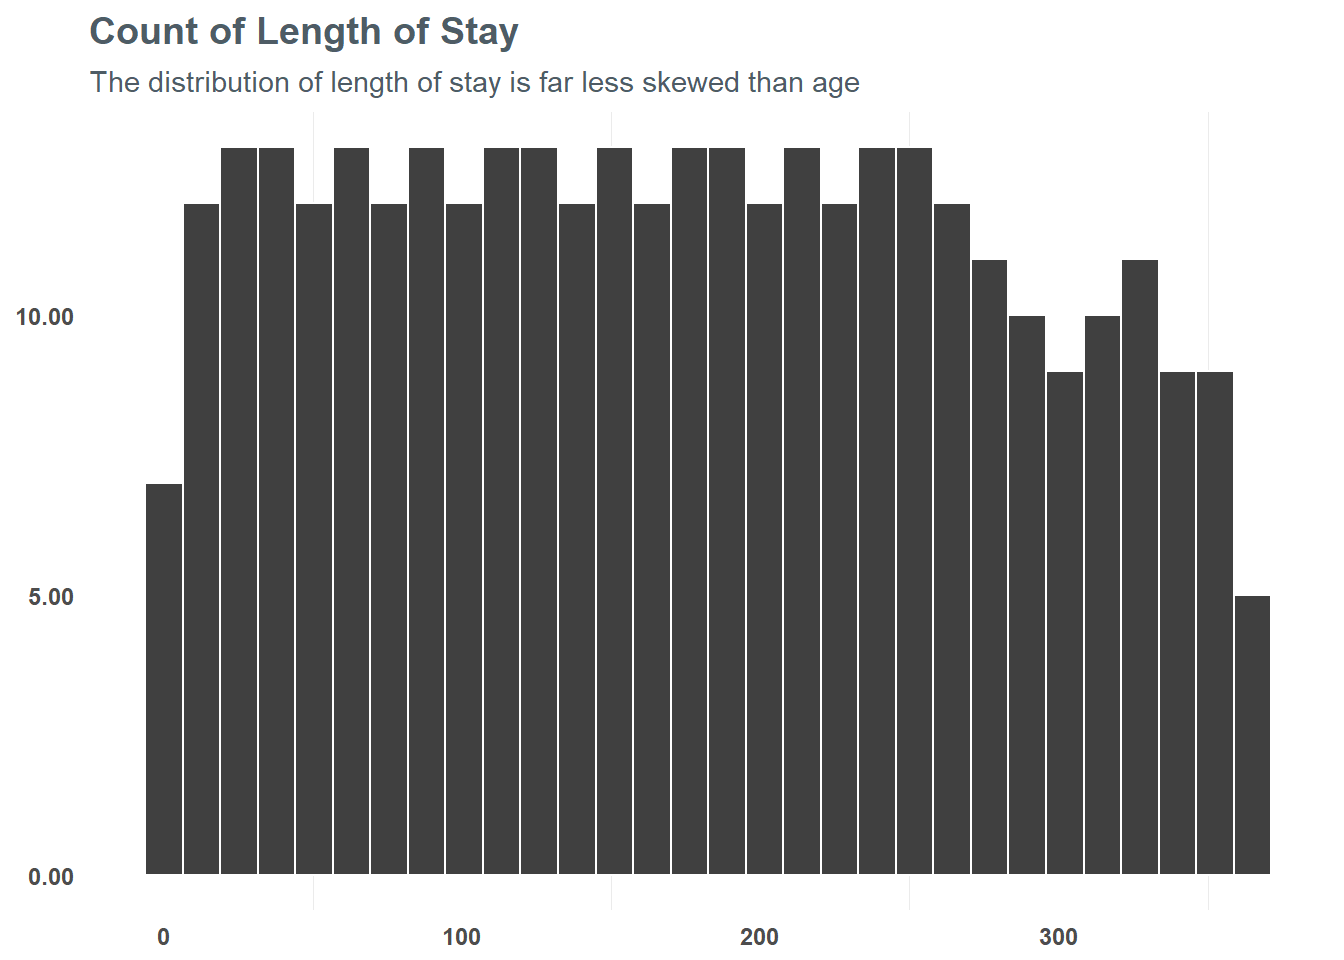 Count of Length of Stay
The distribution of length of stay is far less skewed than age
10.00
5.00
0.00
0 100 200 300